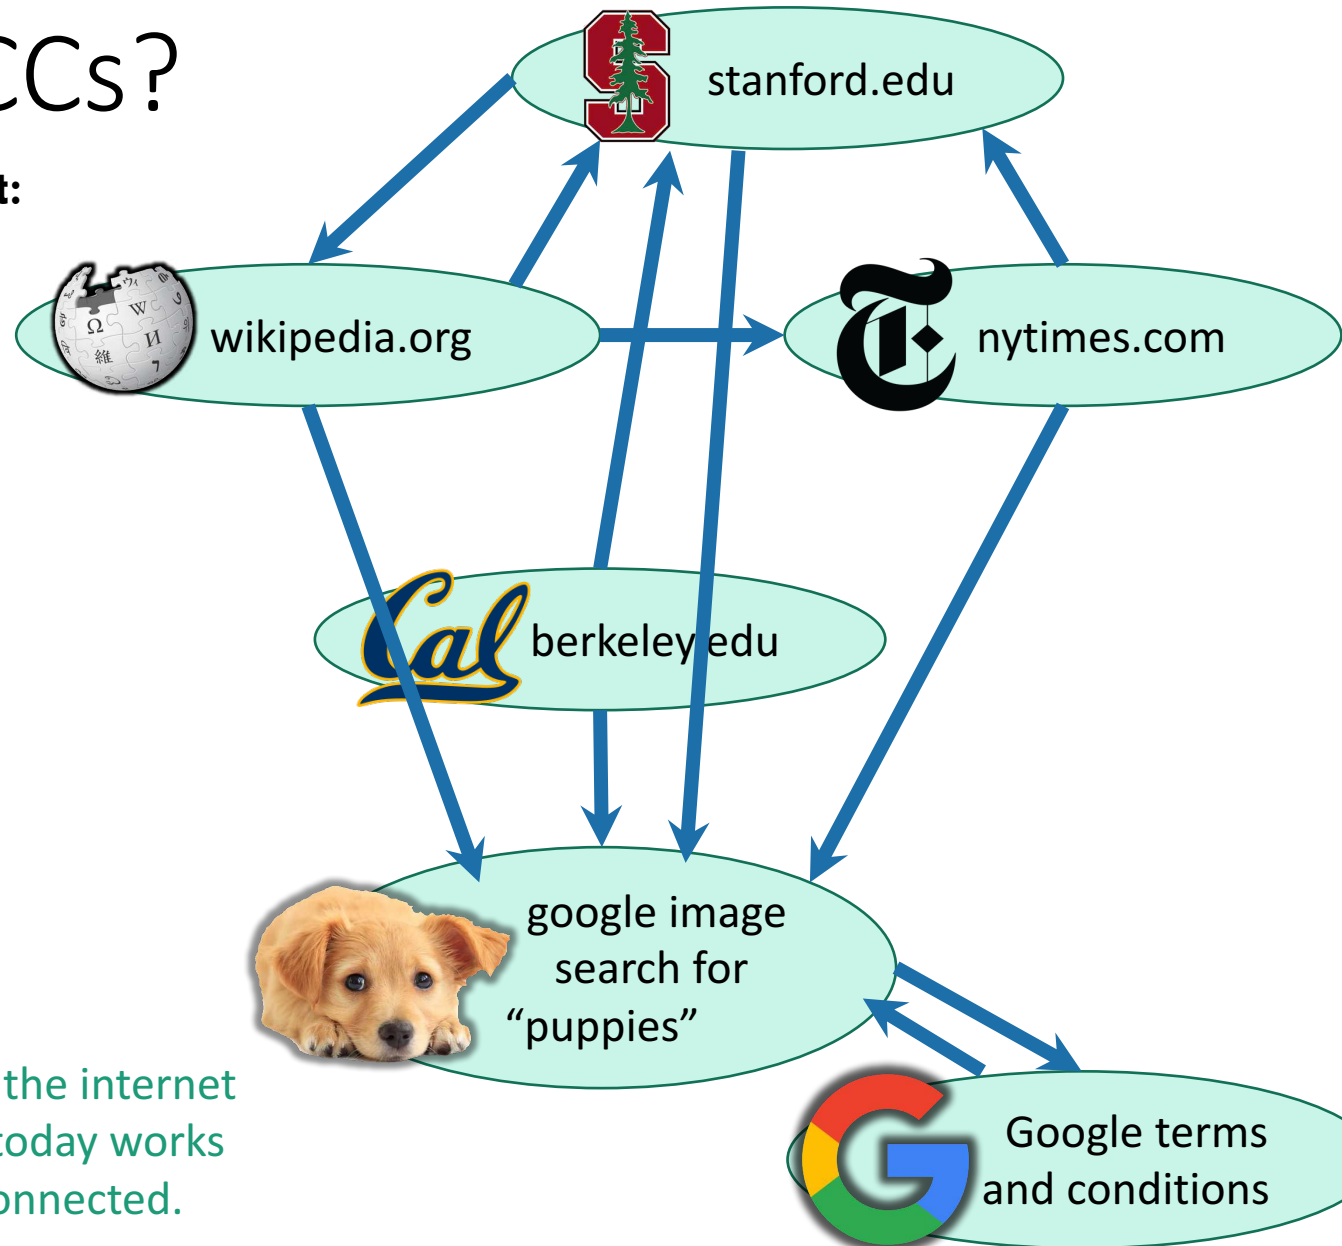 CCs?
t:
stanford.edu
wikipedia.org
nytimes.com
Cal
berkeley.edu
google image
search for
“puppies”
the internet
today works
onnected.
Google terms
and conditions